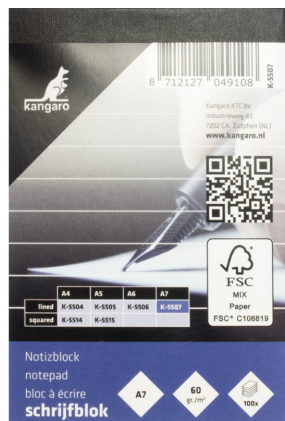 8 712127 049108
K-5507
kangaro
Kangaro KTC bv
Industrieweg 85
7202 CA Zutphen (NL)
www.kangaro.nl
FSC
MIX
Paper
FSC® C106819
A4 A5 A6 A7
lined K-5504 K-5505 K-5506 K-5507
squared K-5514 K-5515
Notizblock
notepad
bloc à écrire
schrijfblok
A7
60
gr./m²
100x